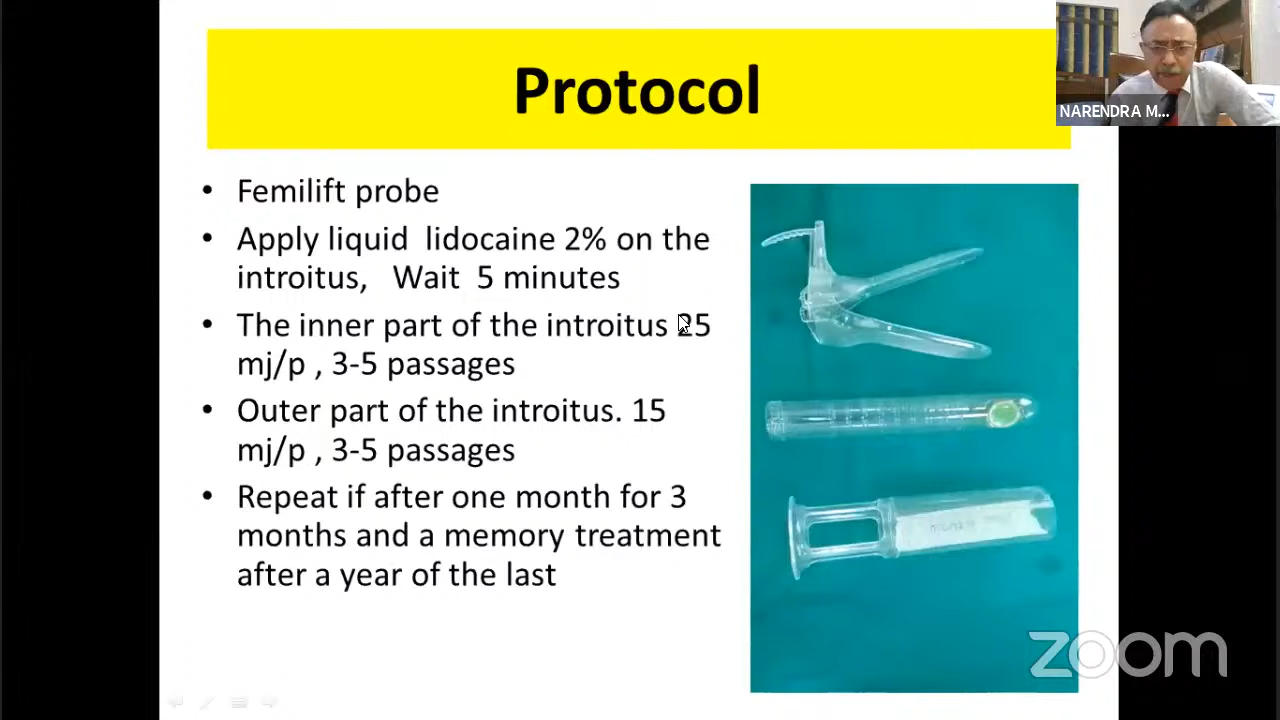 Protocol
NARENDRA M...
• Femilift probe
• Apply liquid lidocaine 2% on the
introitus, Wait 5 minutes
• The inner part of the introitus 25
mj/p , 3-5 passages
• Outer part of the introitus. 15
mj/p , 3-5 passages
• Repeat if after one month for 3
months and a memory treatment
after a year of the last
zoom